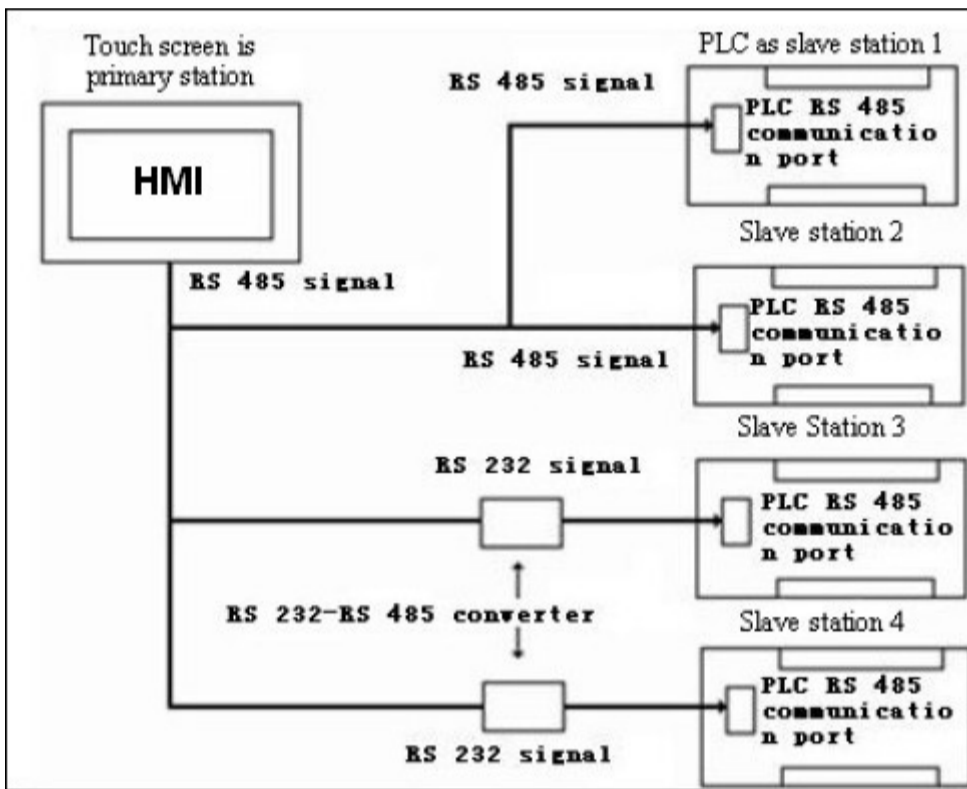 Touch screen is
primary station
HMI
RS 485 signal
PLC as slave station 1
RS 485 signal
PLC RS 485
communicatio
n port
Slave station 2
RS 485 signal
PLC RS 485
communicatio
n port
Slave Station 3
RS 232 signal
PLC RS 485
communicatio
n port
RS 232-RS 485 converter
Slave station 4
RS 232 signal
PLC RS 485
communicatio
n port